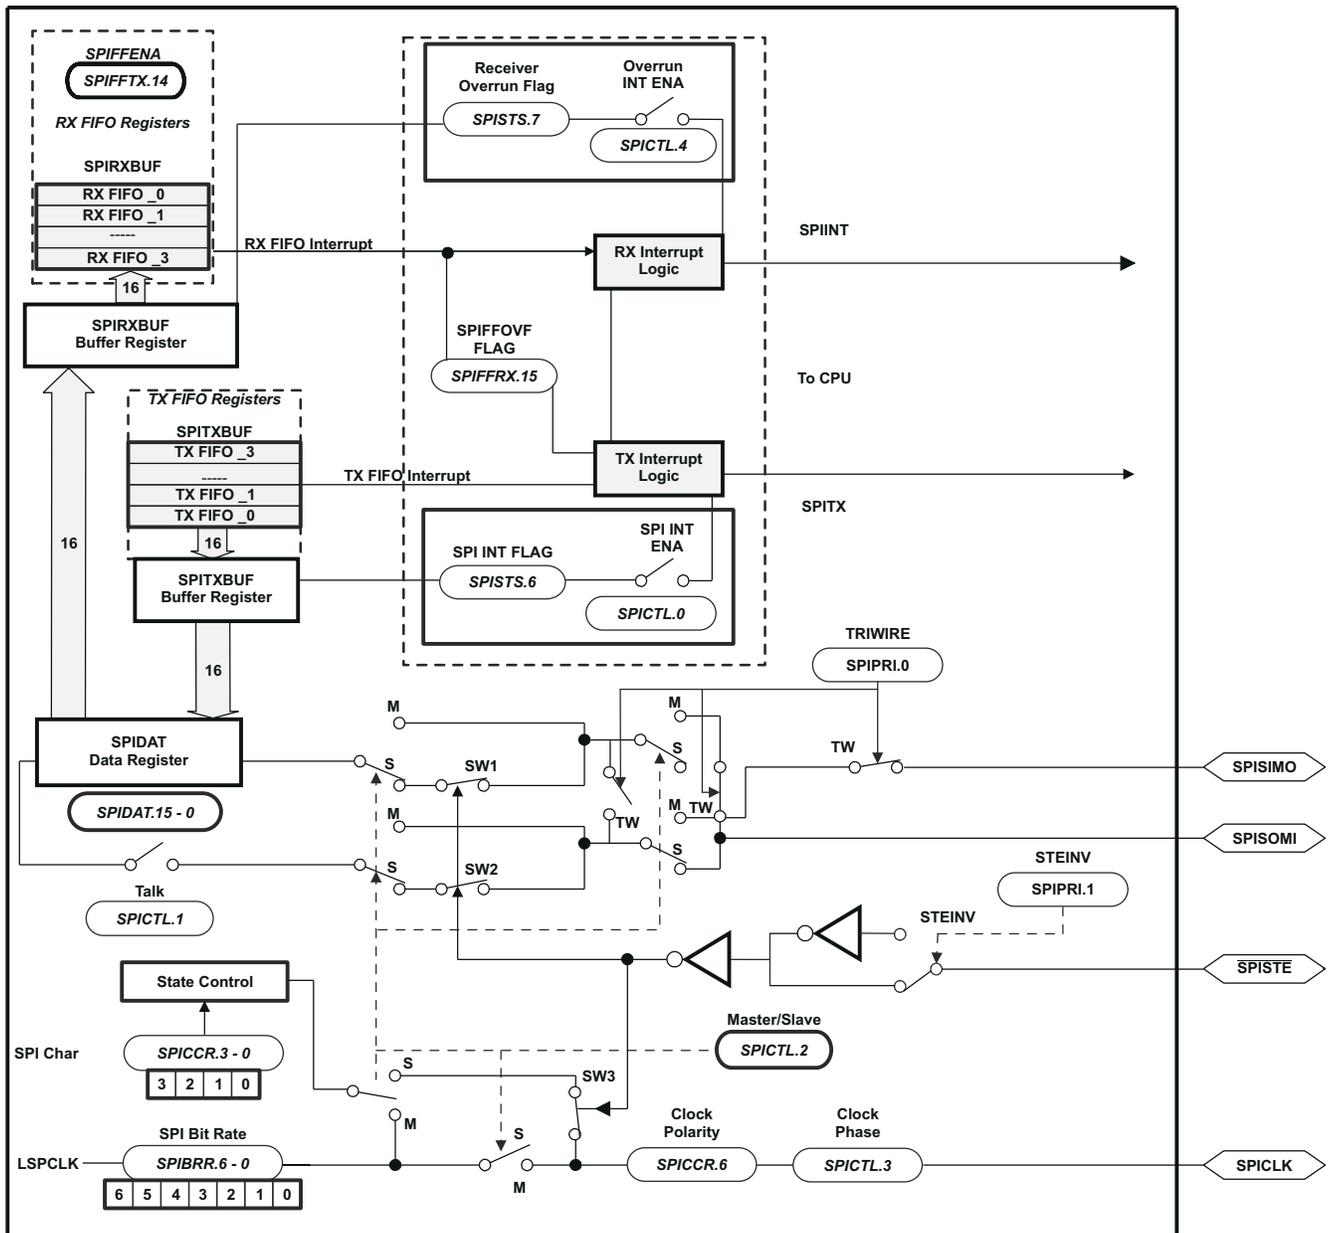 SPIFFENA
SPIFFTX.14
RX FIFO Registers
SPIRXBUF
RX FIFO _0
RX FIFO _1
-----
RX FIFO _3
16
SPIRXBUF
Buffer Register
Receiver
Overrun Flag
SPISTS.7
Overrun
INT ENA
SPICTL.4
RX FIFO Interrupt
RX Interrupt
Logic
SPIINT
SPIFFOVF
FLAG
SPIFFRX.15
To CPU
TX FIFO Registers
SPITXBUF
TX FIFO _3
-----
TX FIFO _1
TX FIFO _0
TX FIFO Interrupt
TX Interrupt
Logic
SPITX
16
16
SPITXBUF
Buffer Register
SPI INT FLAG
SPISTS.6
SPI INT
ENA
SPICTL.0
16
TRIWIRE
SPIPRI.0
SPIDAT
Data Register
SPIDAT.15 - 0
M
S
SW1
M
S
TW
M
TW
TW
SPISIMO
M
S
SW2
S
SPISOMI
Talk
SPICTL.1
STEINV
SPIPRI.1
STEINV
SPISTE
State Control
Master/Slave
SPICTL.2
SPI Char
SPICCR.3 - 0
3 2 1 0
S
M
SW3
SPI Bit Rate
LSPCLK
SPIBRR.6 - 0
6 5 4 3 2 1 0
S
M
Clock
Polarity
SPICCR.6
Clock
Phase
SPICTL.3
SPICLK